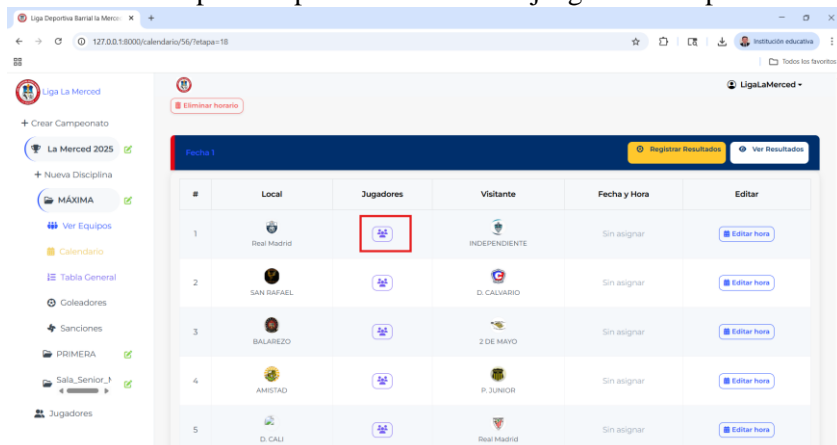 Liga Deportiva Barrial la Merced
127.0.0.1:8000/calendario/56/?etapa=18
Institución educativa
Todos los favoritos
Liga La Merced
LigaLaMerced
Eliminar horario
+ Crear Campeonato
La Merced 2025
Fecha 1
Registrar Resultados
Ver Resultados
+ Nueva Disciplina
MÁXIMA
Ver Equipos
Calendario
Tabla General
Goleadores
Sanciones
PRIMERA
Sala_Senior_
Jugadores
# Local Jugadores Visitante Fecha y Hora Editar
1 Real Madrid INDEPENDIENTE Sin asignar Editar hora
2 SAN RAFAEL D. CALVARIO Sin asignar Editar hora
3 BALAREZO 2 DE MAYO Sin asignar Editar hora
4 AMISTAD P. JUNIOR Sin asignar Editar hora
5 D. CALI Real Madrid Sin asignar Editar hora